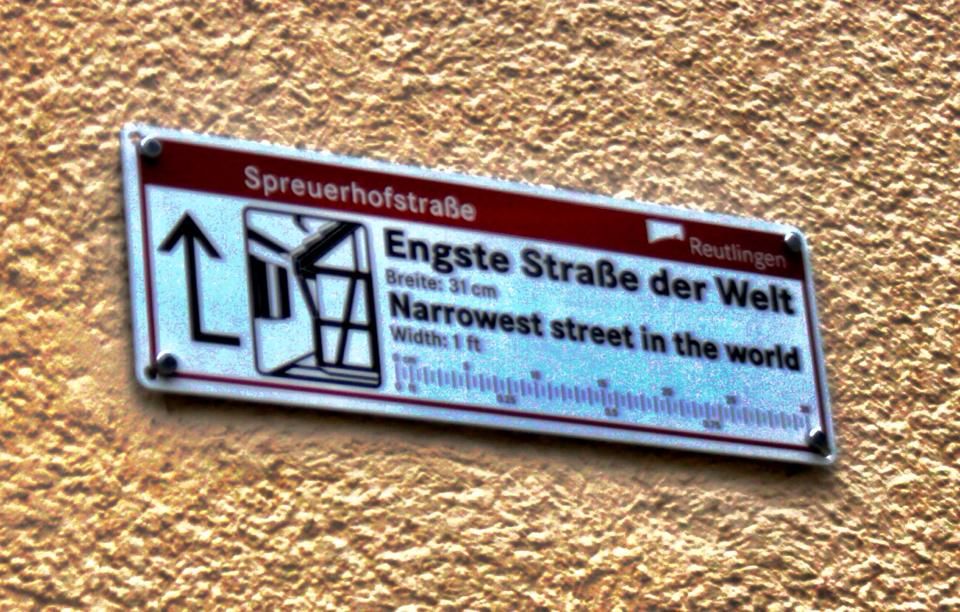 Spreuerhofstraße
Reutlingen
Engste Straße der Welt
Breite: 31 cm
Narrowest street in the world
Width: 1 ft